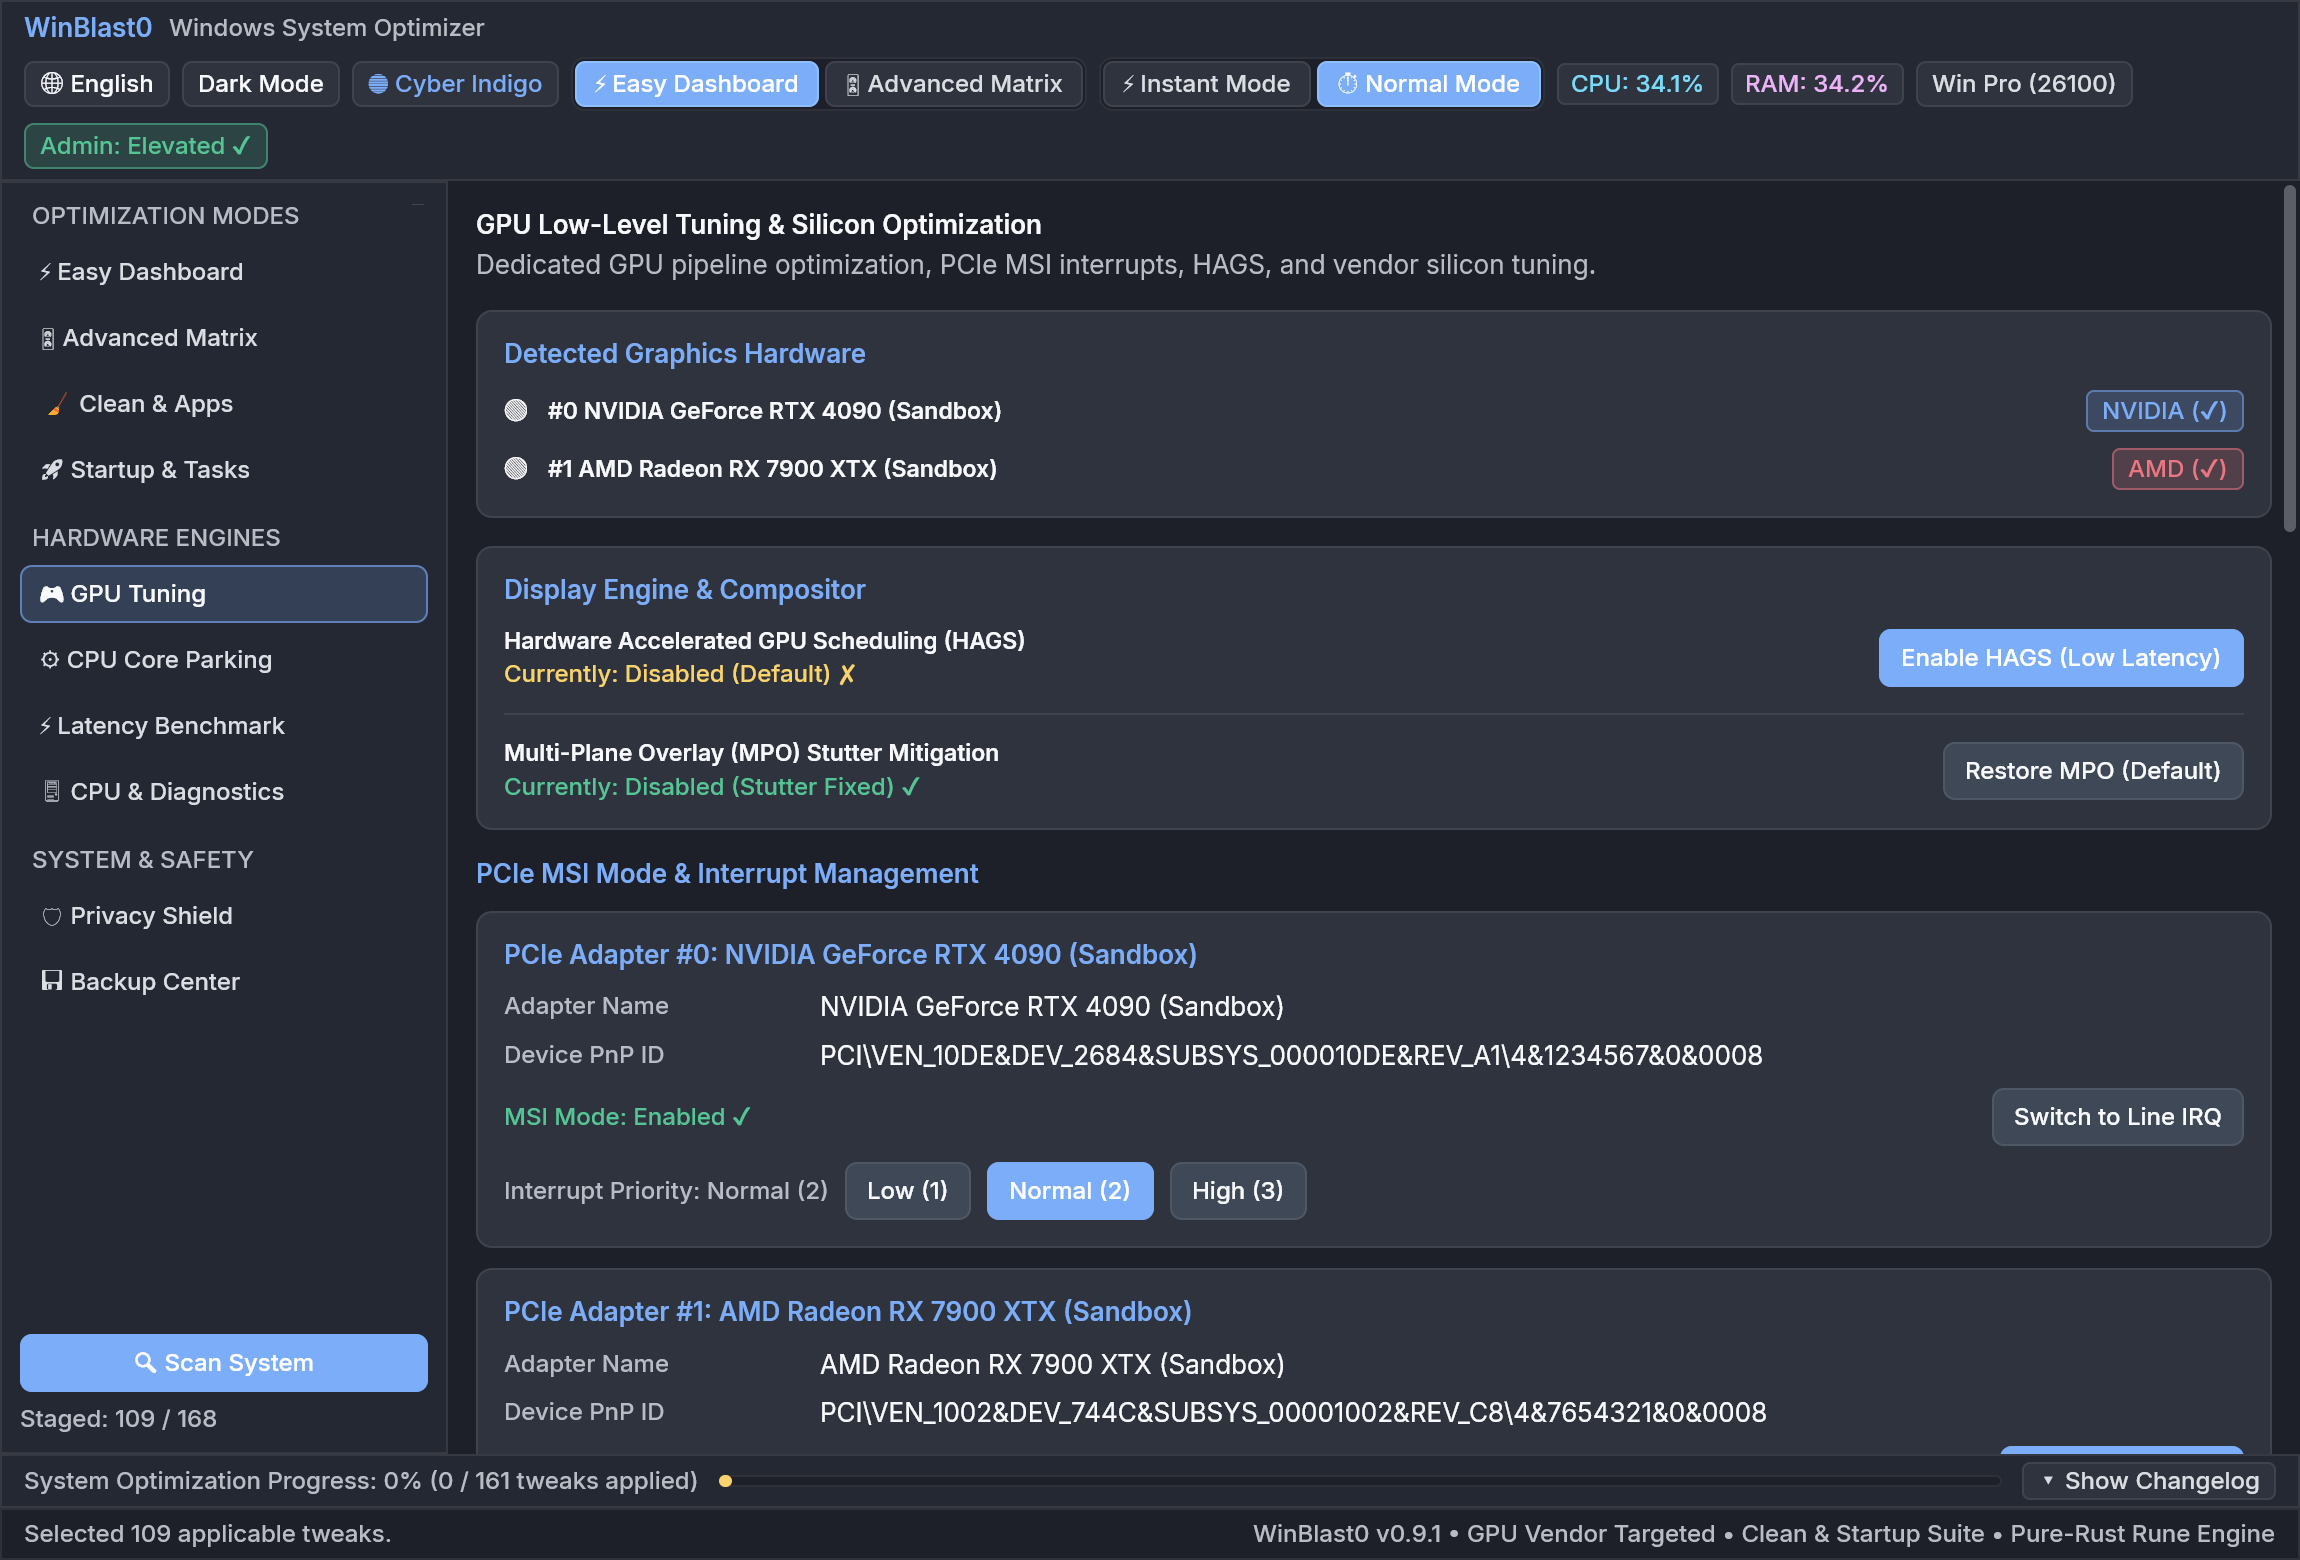 WinBlast0 Windows System Optimizer
English Dark Mode Cyber Indigo ⚡ Easy Dashboard Advanced Matrix ⚡ Instant Mode ⏱ Normal Mode CPU: 34.1% RAM: 34.2% Win Pro (26100)
Admin: Elevated ✓
OPTIMIZATION MODES
⚡ Easy Dashboard
Advanced Matrix
Clean & Apps
Startup & Tasks
HARDWARE ENGINES
GPU Tuning
CPU Core Parking
⚡ Latency Benchmark
CPU & Diagnostics
SYSTEM & SAFETY
Privacy Shield
Backup Center
Scan System
Staged: 109 / 168
GPU Low-Level Tuning & Silicon Optimization
Dedicated GPU pipeline optimization, PCIe MSI interrupts, HAGS, and vendor silicon tuning.
Detected Graphics Hardware
#0 NVIDIA GeForce RTX 4090 (Sandbox) NVIDIA (✓)
#1 AMD Radeon RX 7900 XTX (Sandbox) AMD (✓)
Display Engine & Compositor
Hardware Accelerated GPU Scheduling (HAGS)
Currently: Disabled (Default) ✗
Enable HAGS (Low Latency)
Multi-Plane Overlay (MPO) Stutter Mitigation
Currently: Disabled (Stutter Fixed) ✓
Restore MPO (Default)
PCIe MSI Mode & Interrupt Management
PCIe Adapter #0: NVIDIA GeForce RTX 4090 (Sandbox)
Adapter Name NVIDIA GeForce RTX 4090 (Sandbox)
Device PnP ID PCI\VEN_10DE&DEV_2684&SUBSYS_000010DE&REV_A1\4&1234567&0&0008
MSI Mode: Enabled ✓ Switch to Line IRQ
Interrupt Priority: Normal (2) Low (1) Normal (2) High (3)
PCIe Adapter #1: AMD Radeon RX 7900 XTX (Sandbox)
Adapter Name AMD Radeon RX 7900 XTX (Sandbox)
Device PnP ID PCI\VEN_1002&DEV_744C&SUBSYS_00001002&REV_C8\4&7654321&0&0008
System Optimization Progress: 0% (0 / 161 tweaks applied) ▾ Show Changelog
Selected 109 applicable tweaks. WinBlast0 v0.9.1 • GPU Vendor Targeted • Clean & Startup Suite • Pure-Rust Rune Engine